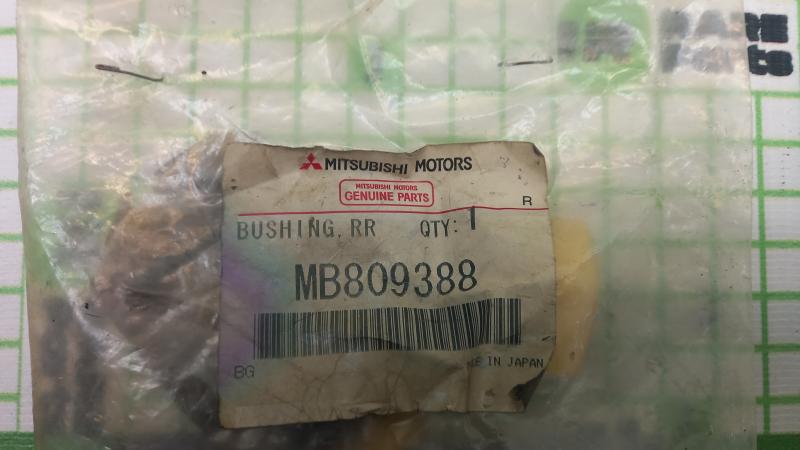 MITSUBISHI MOTORS
MITSUBISHI MOTORS
GENUINE PARTS
R
BUSHING, RR QTY: 1
MB809388
IN JAPAN
BG